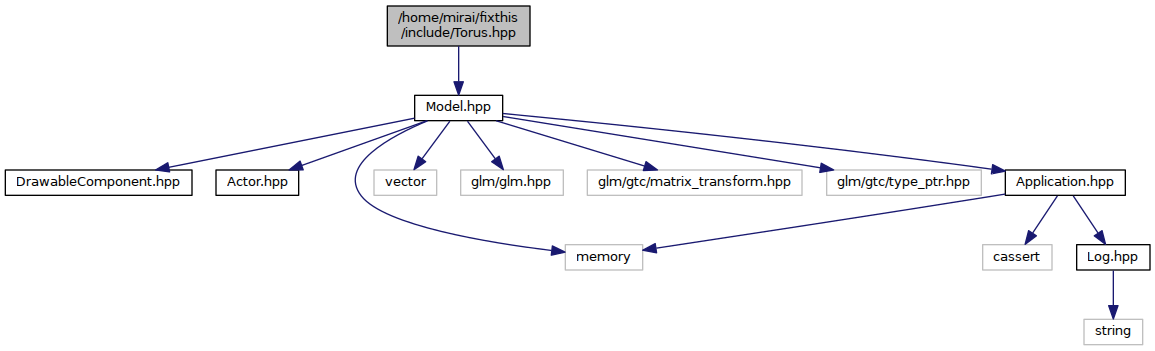 /home/mirai/fixthis
/include/Torus.hpp
Model.hpp
DrawableComponent.hpp
Actor.hpp
vector
glm/glm.hpp
glm/gtc/matrix_transform.hpp
glm/gtc/type_ptr.hpp
Application.hpp
memory
cassert
Log.hpp
string